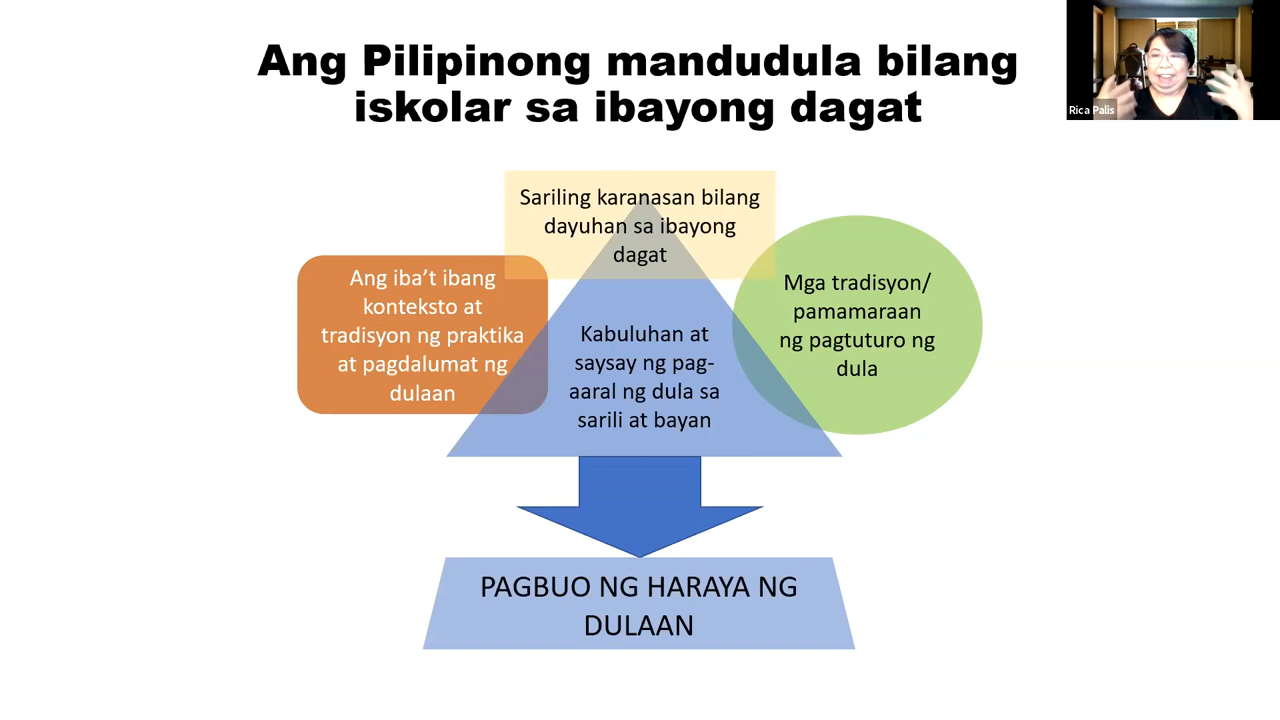 Ang Pilipinong mandudula bilang
iskolar sa ibayong dagat
Rica Palis
Sariling karanasan bilang
dayuhan sa ibayong
dagat
Ang iba’t ibang
konteksto at
tradisyon ng praktika
at pagdalumat ng
dulaan
Kabuluhan at
saysay ng pag-
aaral ng dula sa
sarili at bayan
Mga tradisyon/
pamamaraan
ng pagtuturo ng
dula
PAGBUO NG HARAYA NG
DULAAN